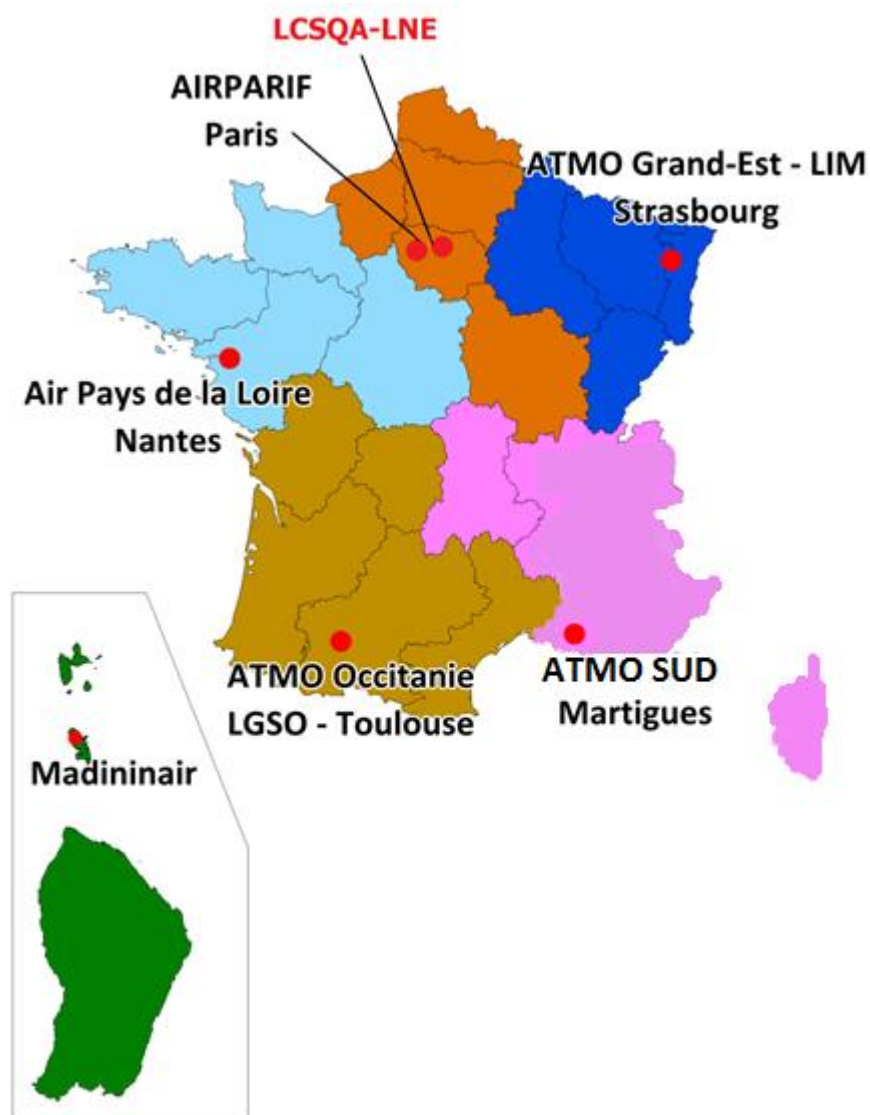 LCSQA-LNE
AIRPARIF
Paris
ATMO Grand-Est - LIM
Strasbourg
Air Pays de la Loire
Nantes
ATMO Occitanie
LGSO - Toulouse
ATMO SUD
Martigues
Madininair